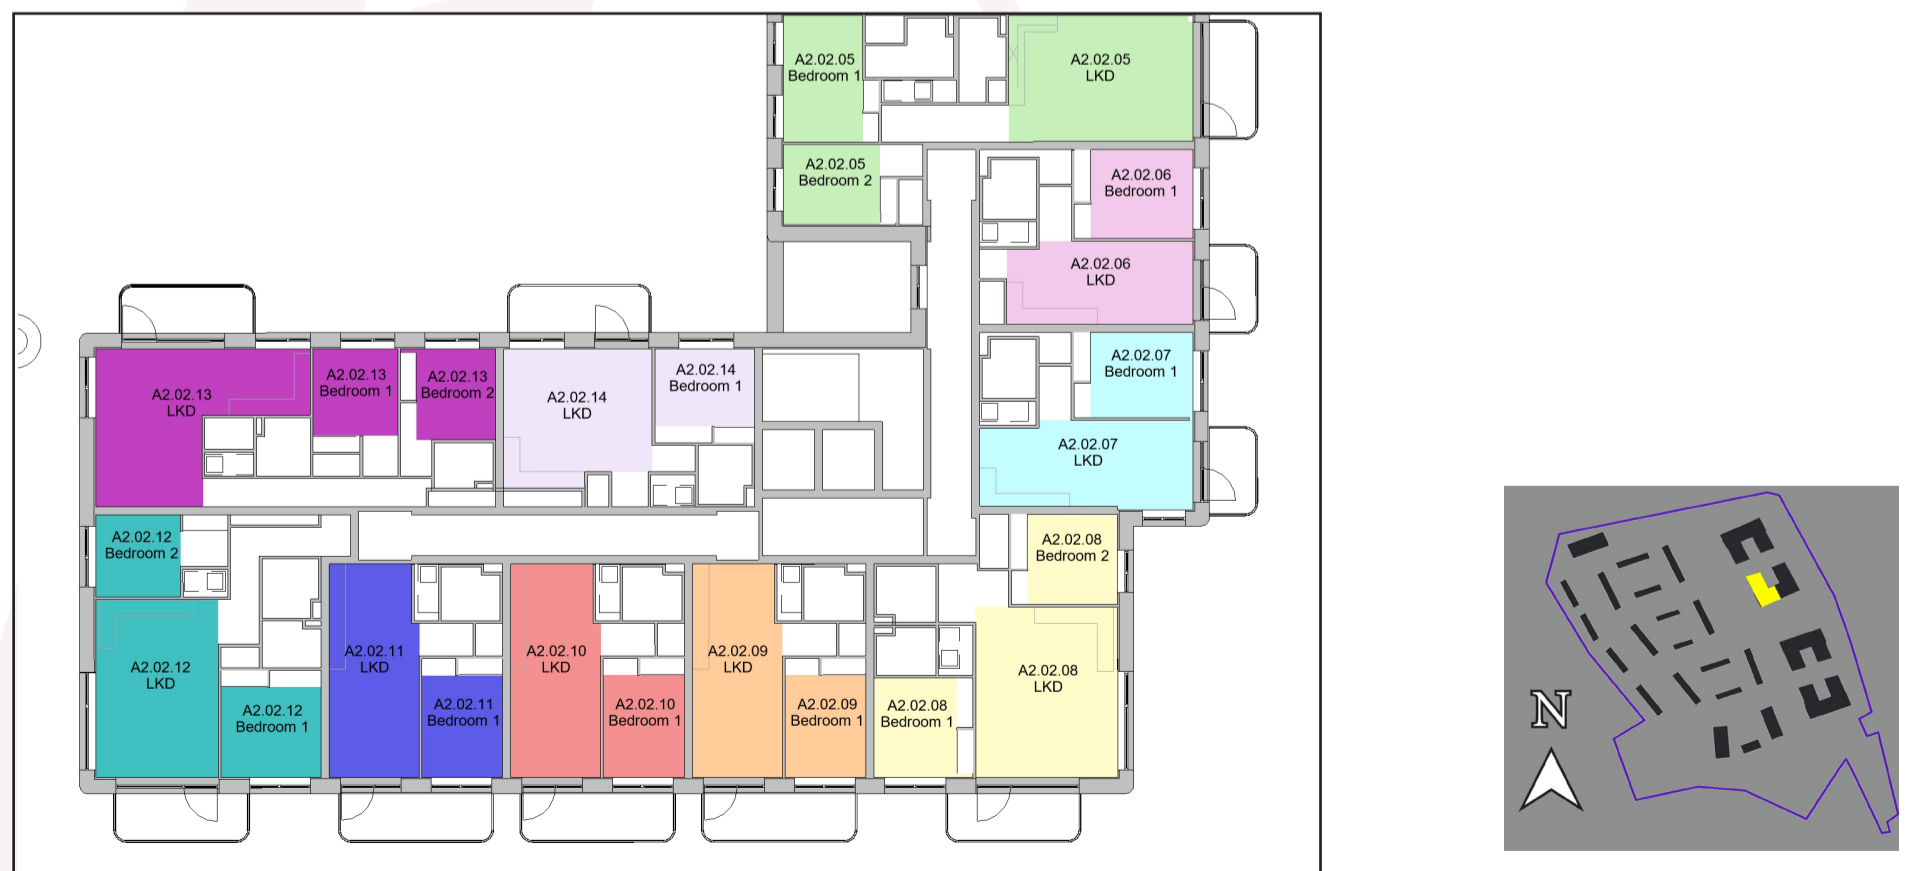 A2.02.05
Bedroom 1
A2.02.05
LKD
A2.02.05
Bedroom 2
A2.02.06
Bedroom 1
A2.02.06
LKD
A2.02.07
Bedroom 1
A2.02.07
LKD
A2.02.13
LKD
A2.02.13
Bedroom 1
A2.02.13
Bedroom 2
A2.02.14
LKD
A2.02.14
Bedroom 1
A2.02.12
Bedroom 2
A2.02.08
Bedroom 2
A2.02.12
LKD
A2.02.12
Bedroom 1
A2.02.11
LKD
A2.02.11
Bedroom 1
A2.02.10
LKD
A2.02.10
Bedroom 1
A2.02.09
LKD
A2.02.09
Bedroom 1
A2.02.08
Bedroom 1
A2.02.08
LKD
N